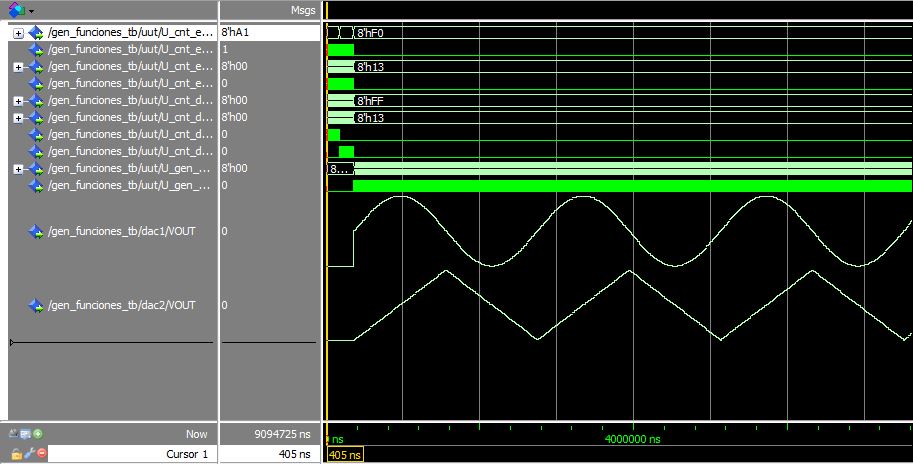 Msgs
/gen_funciones_tb/uut/U_cnt_e... 8'hA1 8'hF0
/gen_funciones_tb/uut/U_cnt_e... 1
/gen_funciones_tb/uut/U_cnt_e... 8'h00 8'h13
/gen_funciones_tb/uut/U_cnt_e... 0
/gen_funciones_tb/uut/U_cnt_d... 8'h00 8'hFF
/gen_funciones_tb/uut/U_cnt_d... 8'h00 8'h13
/gen_funciones_tb/uut/U_cnt_d... 0
/gen_funciones_tb/uut/U_cnt_d... 0
/gen_funciones_tb/uut/U_gen_... 8'h00 8...
/gen_funciones_tb/uut/U_gen_... 0
/gen_funciones_tb/dac1/VOUT 0
/gen_funciones_tb/dac2/VOUT 0
Now 9094725 ns ns 4000000 ns
Cursor 1 405 ns 405 ns